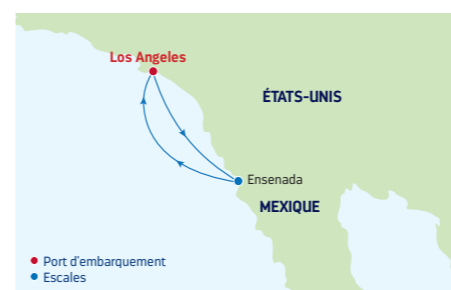 Los Angeles
ÉTATS-UNIS
Ensenada
MEXIQUE
Port d'embarquement
Escales